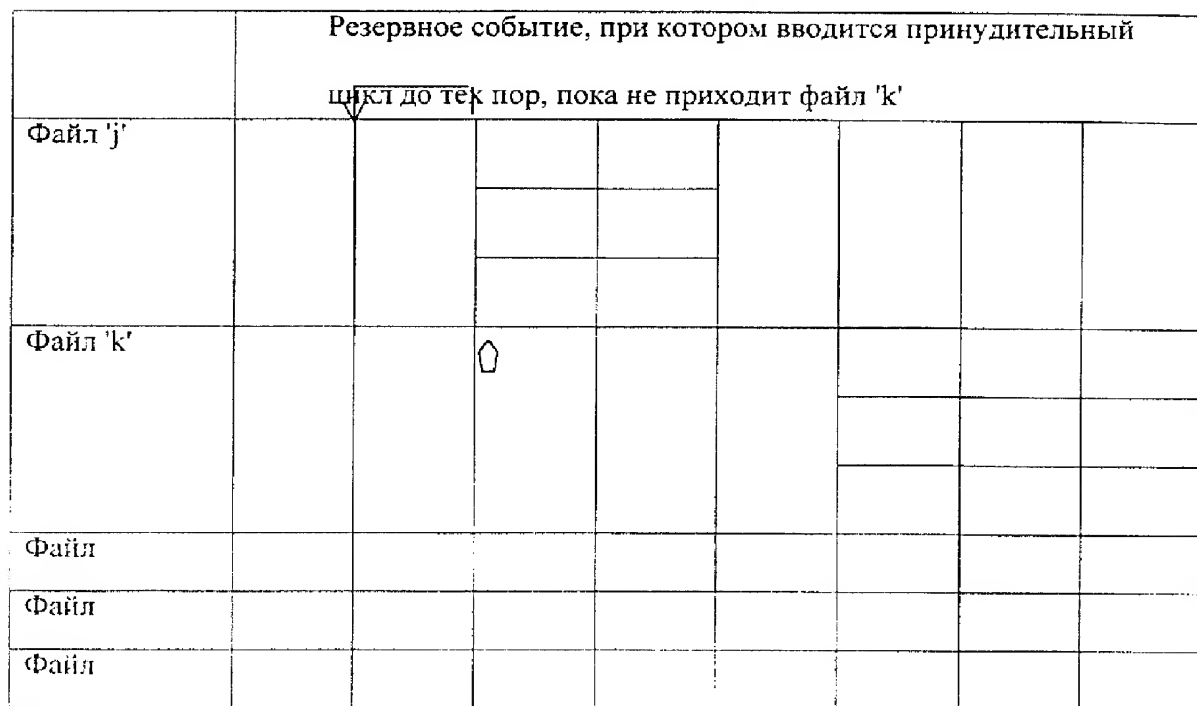 Резервное событие, при котором вводится принудительный
цикл до тех пор, пока не приходит файл 'k'
Файл 'j'
Файл 'k'
Файл
Файл
Файл